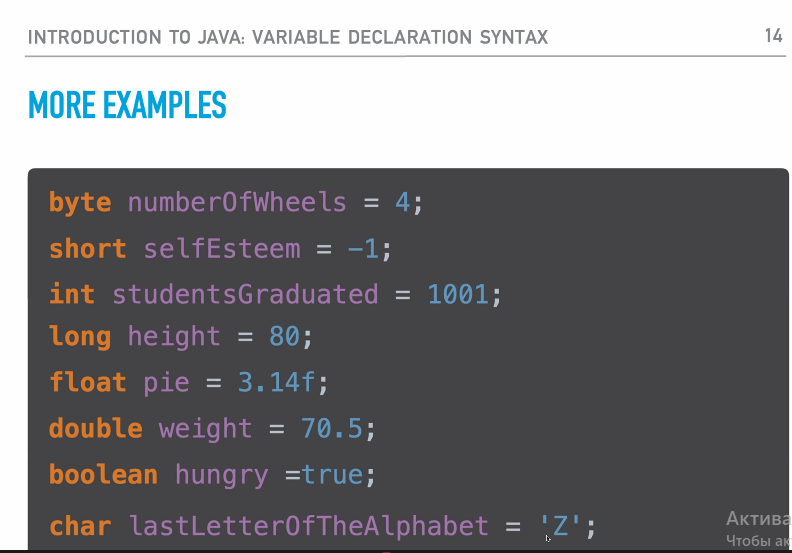 INTRODUCTION TO JAVA: VARIABLE DECLARATION SYNTAX 14
MORE EXAMPLES
byte numberOfWheels = 4;
short selfEsteem = -1;
int studentsGraduated = 1001;
long height = 80;
float pie = 3.14f;
double weight = 70.5;
boolean hungry =true;
char lastLetterOfTheAlphabet = 'Z';
Актива
Чтобы ак